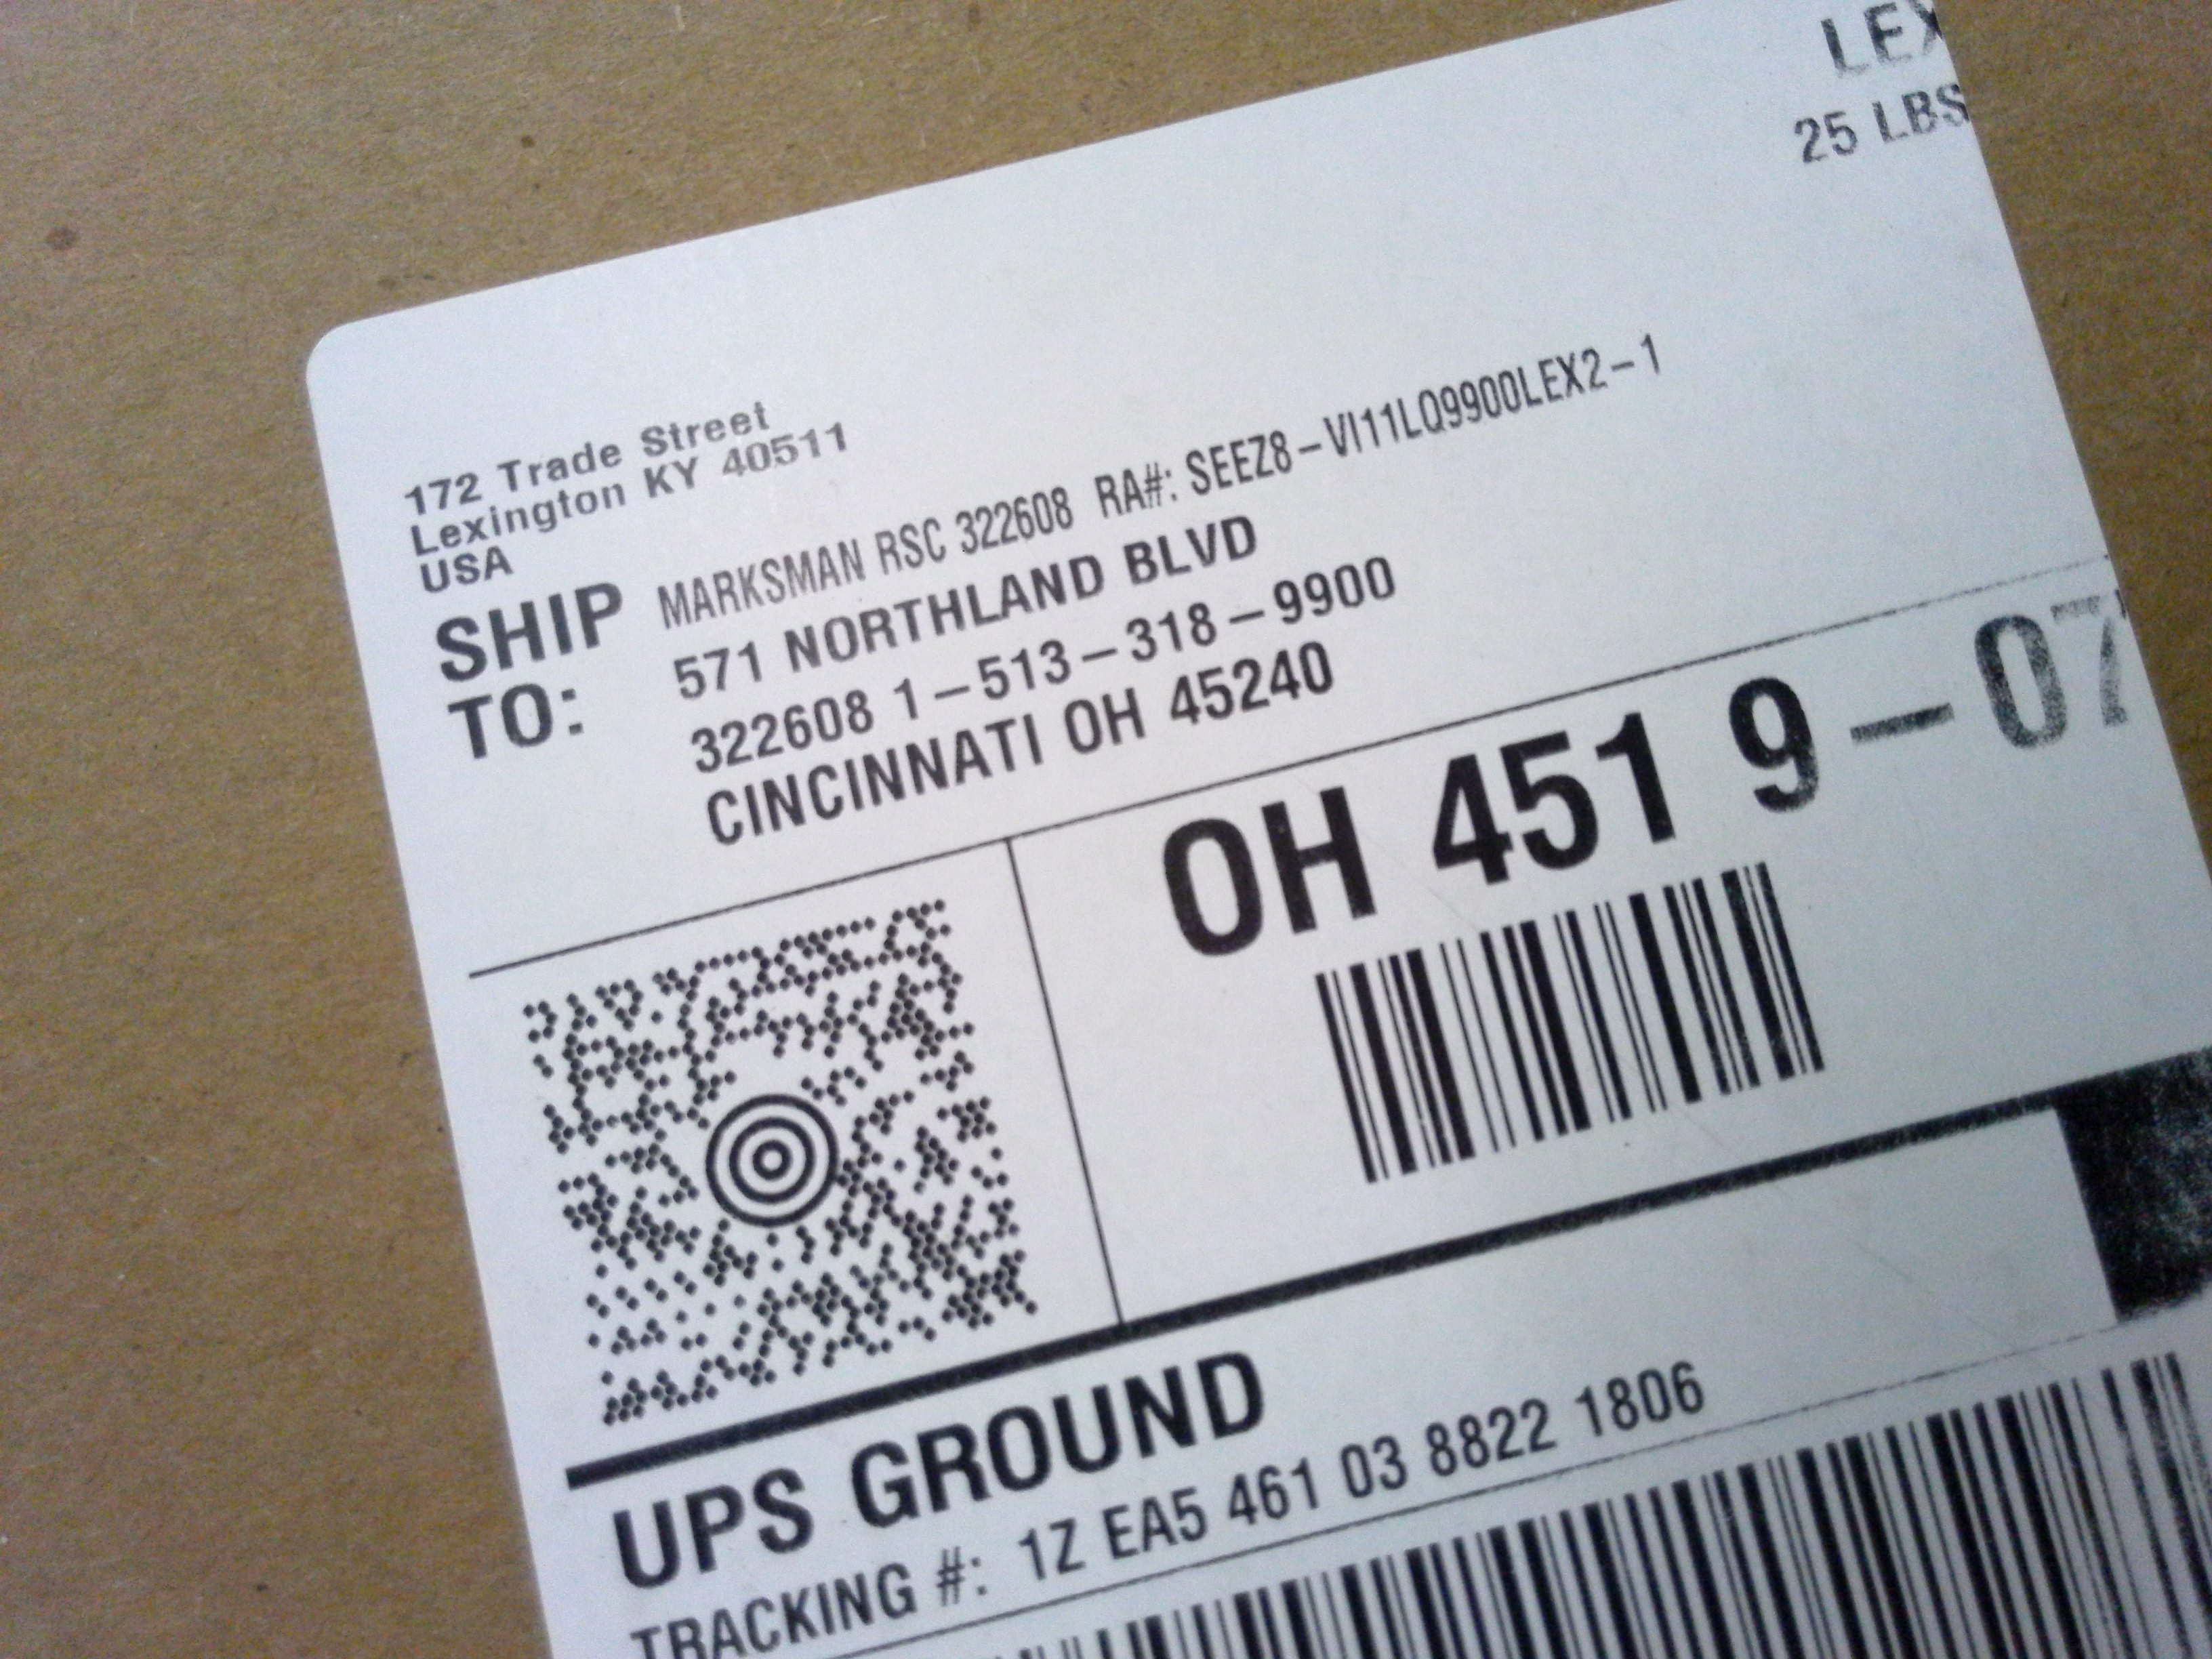 LEX
25 LBS
172 Trade Street
Lexington KY 40511
USA
SHIP TO:
MARKSMAN RSC 322608 RA#: SEEZ8-VI11LQ9900LEX2-1
571 NORTHLAND BLVD
322608 1-513-318-9900
CINCINNATI OH 45240
OH 451 9-07
UPS GROUND
TRACKING #: 1Z EA5 461 03 8822 1806